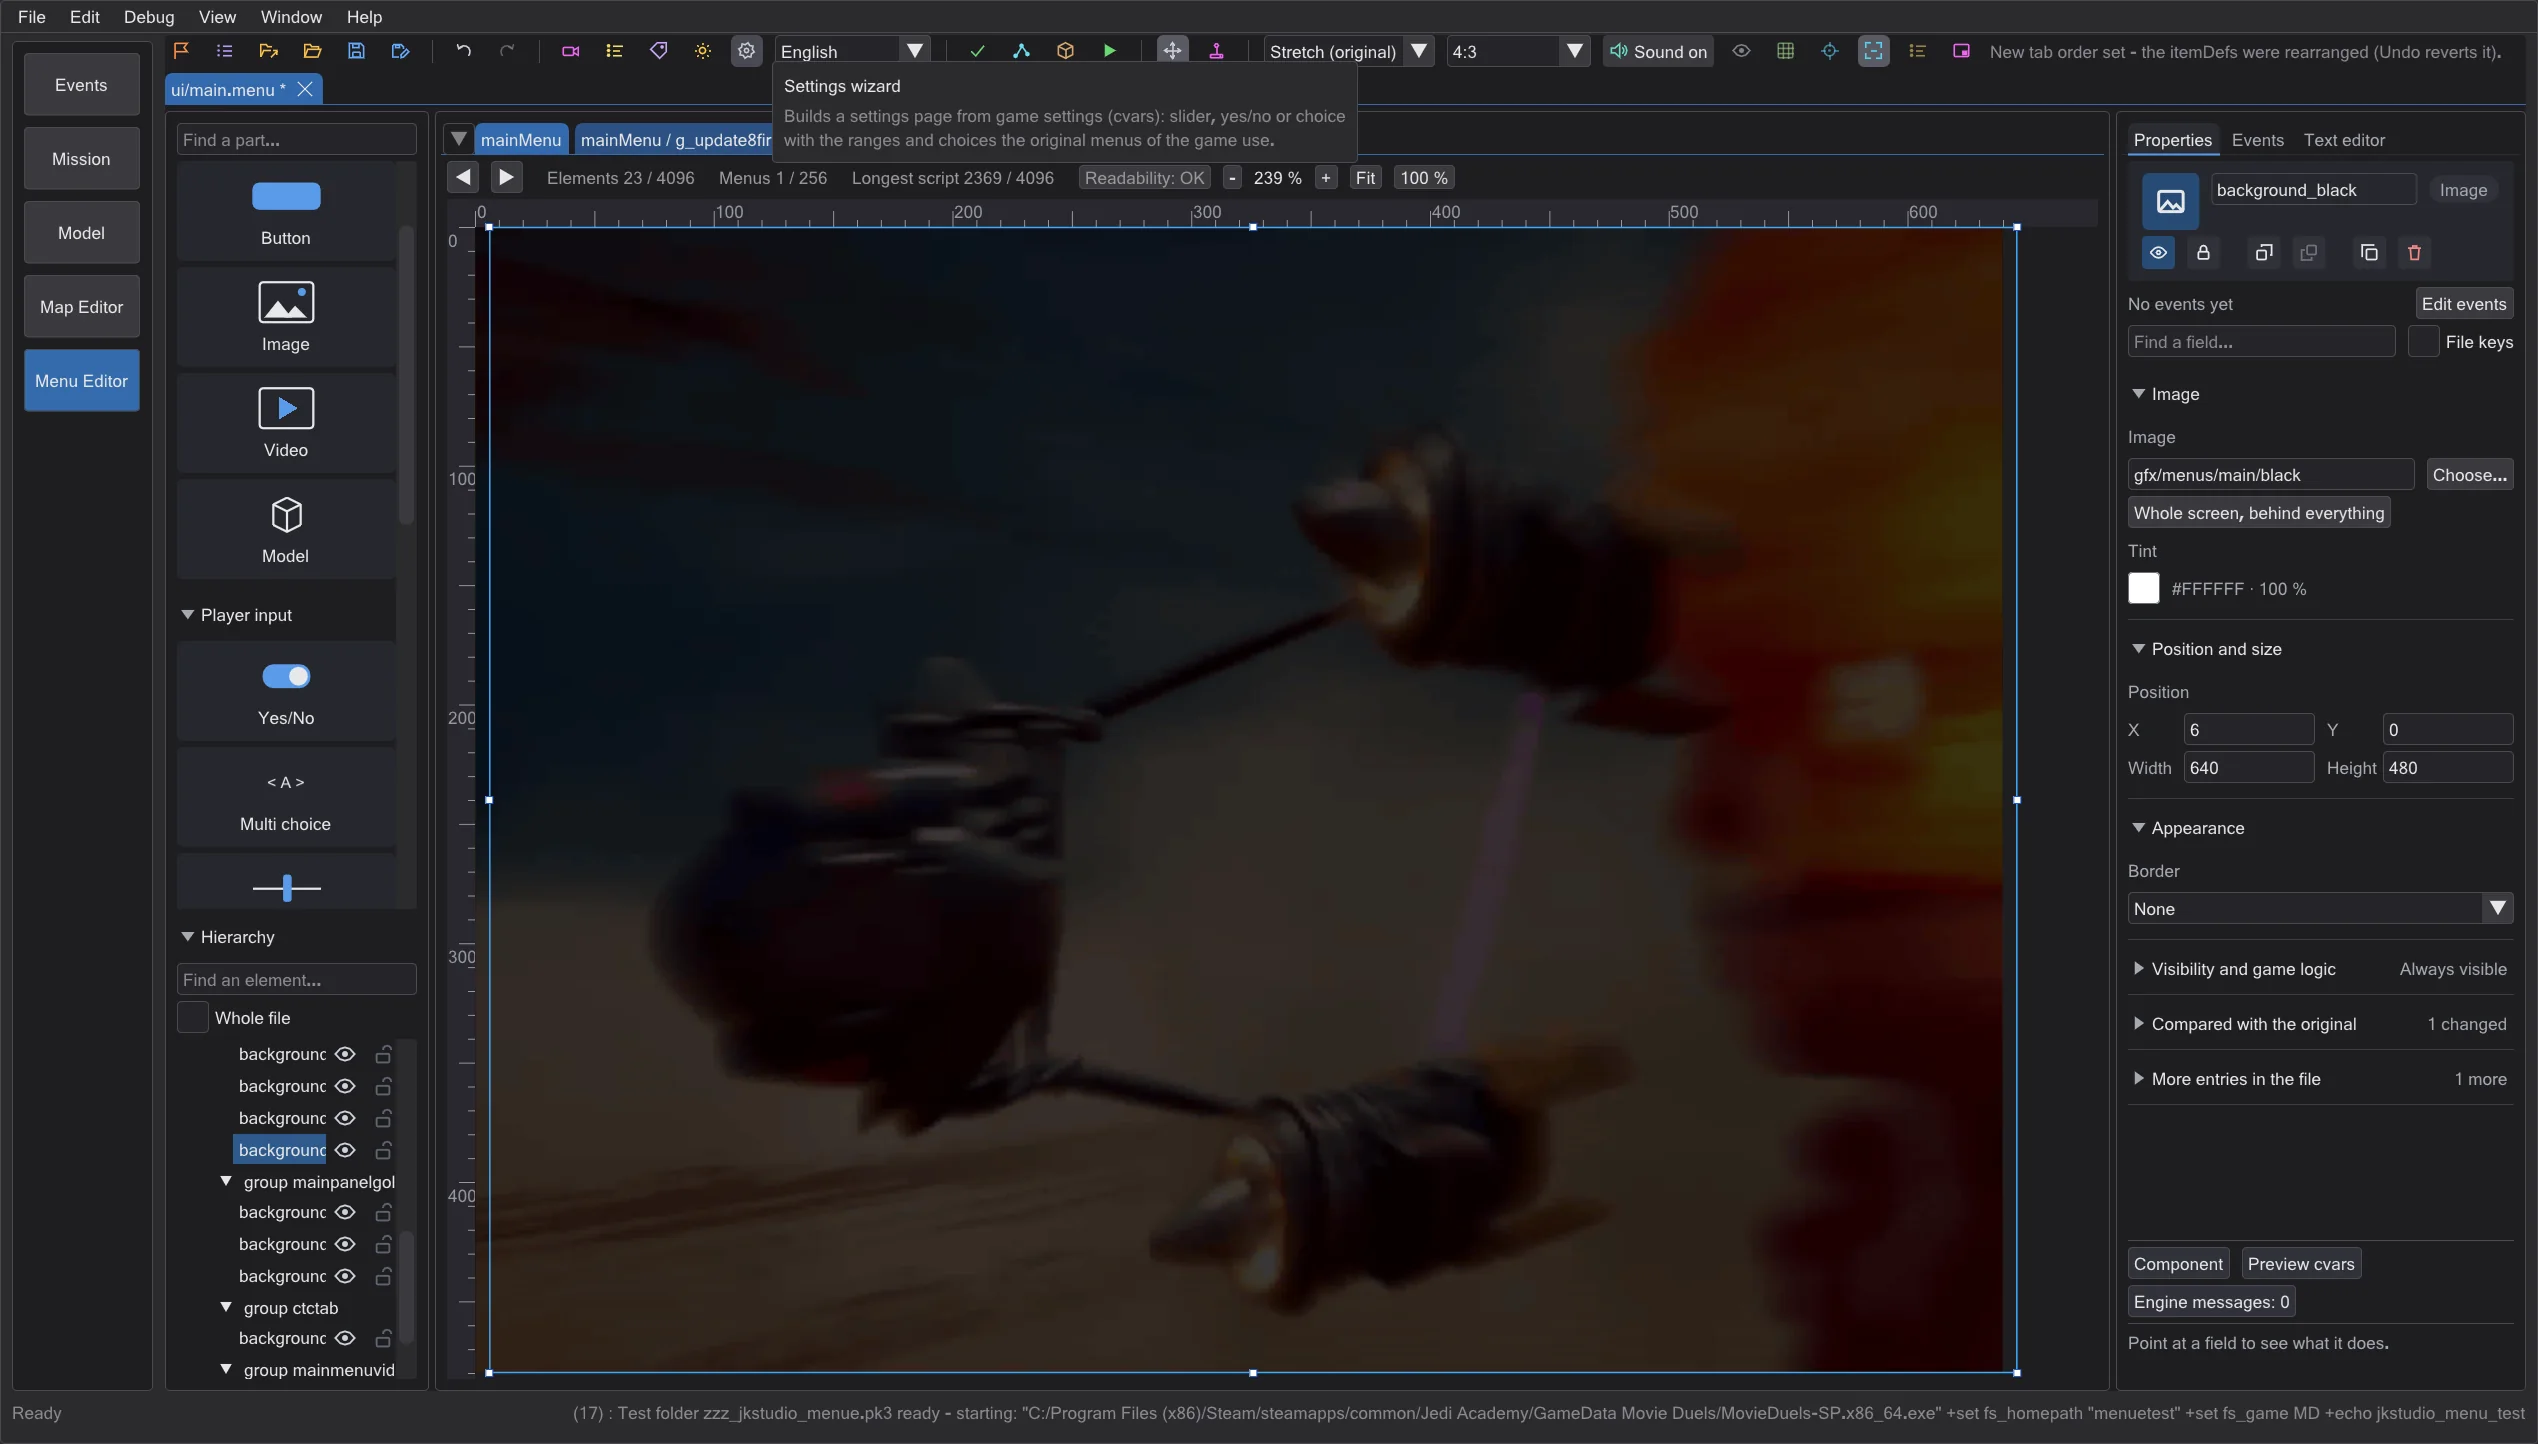 File Edit Debug View Window Help
English
Stretch (original)
4:3
Sound on
New tab order set - the itemDefs were rearranged (Undo reverts it).
Events
Mission
Model
Map Editor
Menu Editor
ui/main.menu *
Settings wizard
Builds a settings page from game settings (cvars): slider, yes/no or choice
with the ranges and choices the original menus of the game use.
Find a part...
Button
Image
Video
Model
Player input
Yes/No
< A >
Multi choice
Hierarchy
Find an element...
Whole file
background
background
background
background
group mainpanelgol
background
background
background
group ctctab
background
group mainmenuvid
mainMenu
mainMenu / g_update8fir
Elements 23 / 4096 Menus 1 / 256 Longest script 2369 / 4096 Readability: OK - 239 % + Fit 100 %
0 100 200 300 400 500 600
0
100
200
300
400
Properties Events Text editor
background_black
Image
No events yet
Edit events
Find a field...
File keys
Image
Image
gfx/menus/main/black
Choose...
Whole screen, behind everything
Tint
#FFFFFF · 100 %
Position and size
Position
X 6 Y 0
Width 640 Height 480
Appearance
Border
None
Visibility and game logic Always visible
Compared with the original 1 changed
More entries in the file 1 more
Component
Preview cvars
Engine messages: 0
Point at a field to see what it does.
Ready
(17) : Test folder zzz_jkstudio_menue.pk3 ready - starting: "C:/Program Files (x86)/Steam/steamapps/common/Jedi Academy/GameData Movie Duels/MovieDuels-SP.x86_64.exe" +set fs_homepath "menuetest" +set fs_game MD +echo jkstudio_menu_test